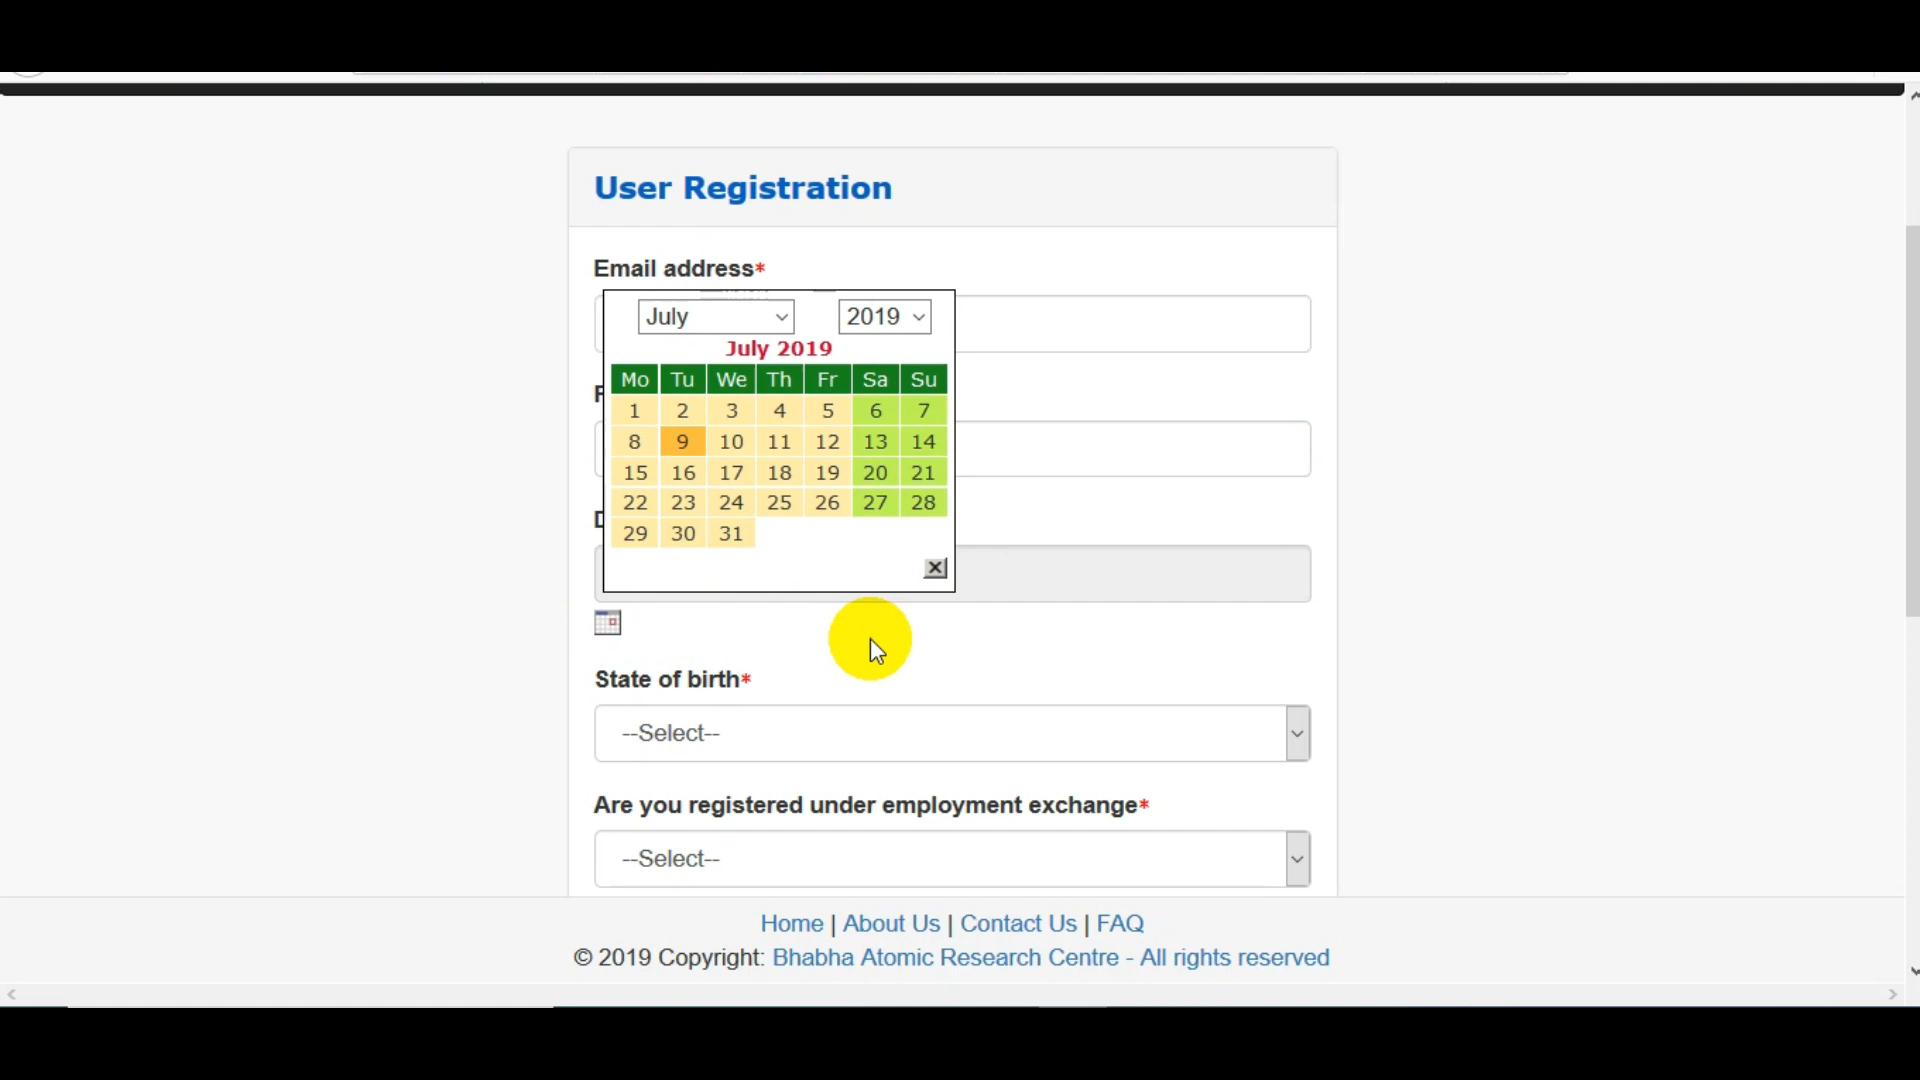 User Registration
Email address*
July 2019
July 2019
Mo Tu We Th Fr Sa Su
1 2 3 4 5 6 7
8 9 10 11 12 13 14
15 16 17 18 19 20 21
22 23 24 25 26 27 28
29 30 31
State of birth*
--Select--
Are you registered under employment exchange*
--Select--
Home | About Us | Contact Us | FAQ
© 2019 Copyright: Bhabha Atomic Research Centre - All rights reserved